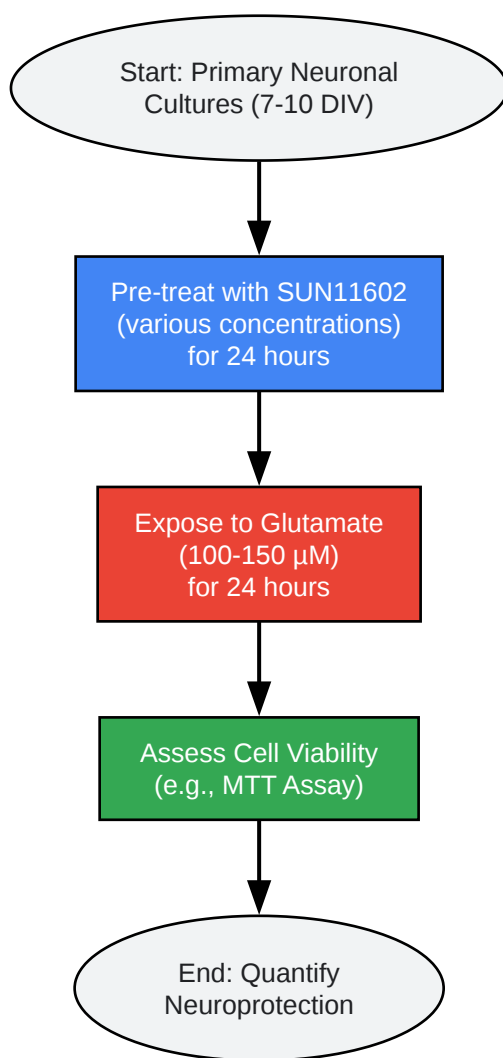 Start: Primary Neuronal
Cultures (7-10 DIV)
Pre-treat with SUN11602
(various concentrations)
for 24 hours
Expose to Glutamate
(100-150 µM)
for 24 hours
Assess Cell Viability
(e.g., MTT Assay)
End: Quantify
Neuroprotection